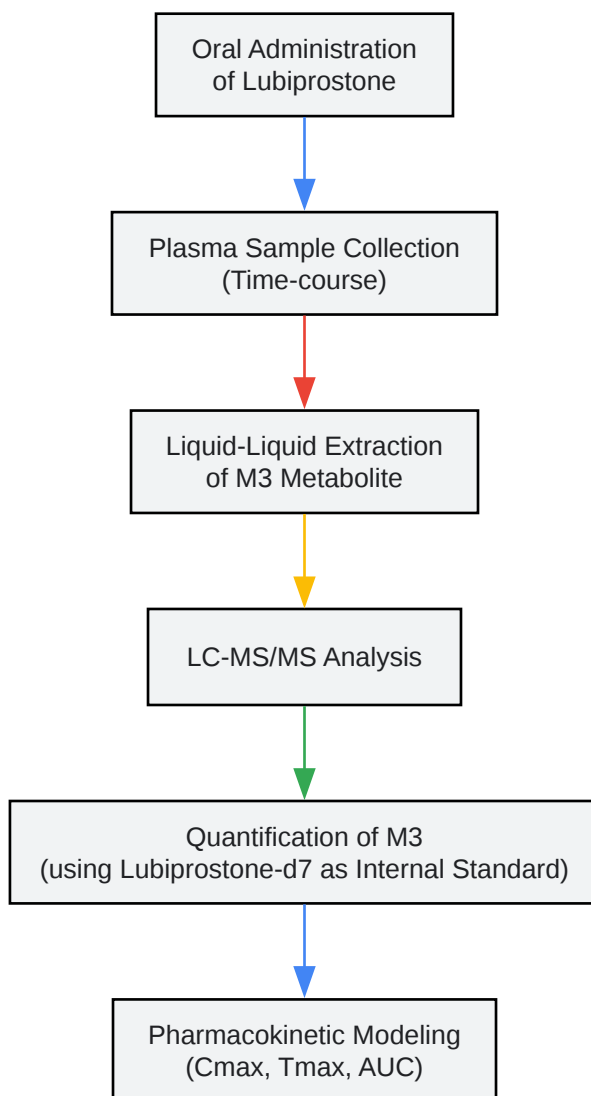 Oral Administration
of Lubiprostone
Plasma Sample Collection
(Time-course)
Liquid-Liquid Extraction
of M3 Metabolite
LC-MS/MS Analysis
Quantification of M3
(using Lubiprostone-d7 as Internal Standard)
Pharmacokinetic Modeling
(Cmax, Tmax, AUC)